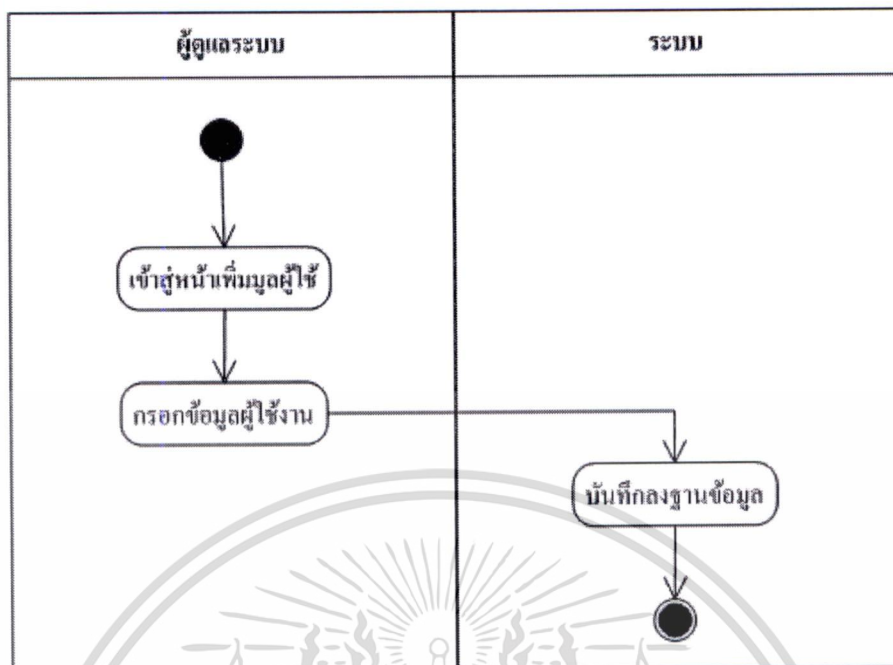 ผู้ดูแลระบบ
ระบบ
เข้าสู่หน้าเพิ่มมูลผู้ใช้
กรอกข้อมูลผู้ใช้งาน
บันทึกลงฐานข้อมูล